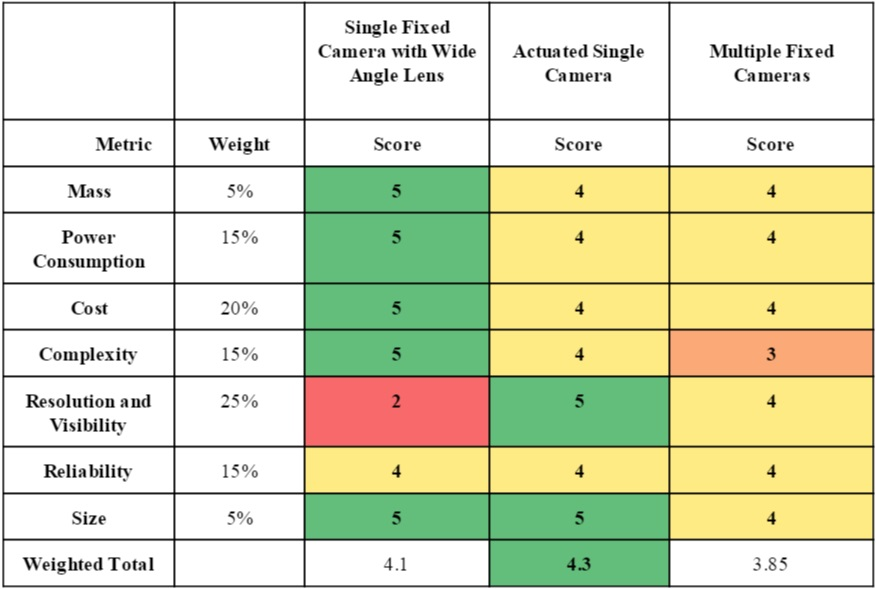 Single Fixed
Camera with Wide
Angle Lens
Actuated Single
Camera
Multiple Fixed
Cameras
Metric Weight Score Score Score
Mass 5% 5 4 4
Power
Consumption 15% 5 4 4
Cost 20% 5 4 4
Complexity 15% 5 4 3
Resolution and
Visibility 25% 2 5 4
Reliability 15% 4 4 4
Size 5% 5 5 4
Weighted Total 4.1 4.3 3.85